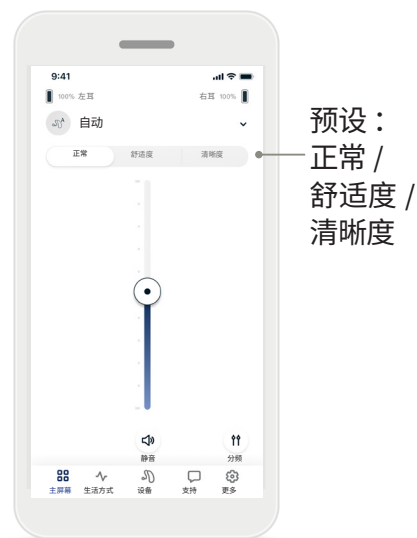 9:41
100% 左耳
右耳 100%
自动
正常
舒适度
清晰度
预设：
正常 /
舒适度 /
清晰度
静音
分频
主屏幕
生活方式
设备
支持
更多